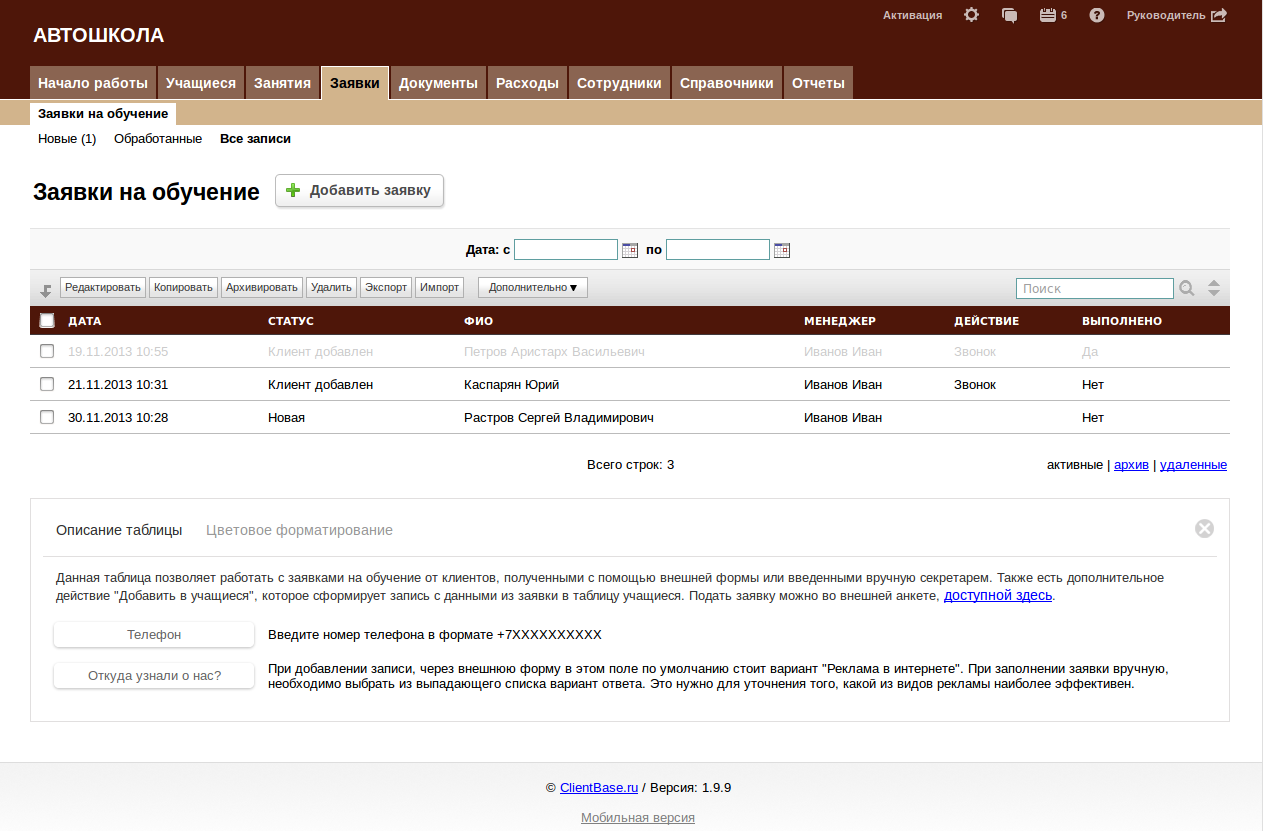 Активация 6 Руководитель
АВТОШКОЛА
Начало работы Учащиеся Занятия Заявки Документы Расходы Сотрудники Справочники Отчеты
Заявки на обучение
Новые (1) Обработанные Все записи
Заявки на обучение Добавить заявку
Дата: с по
Редактировать Копировать Архивировать Удалить Экспорт Импорт Дополнительно ▼ Поиск
ДАТА СТАТУС ФИО МЕНЕДЖЕР ДЕЙСТВИЕ ВЫПОЛНЕНО
19.11.2013 10:55 Клиент добавлен Петров Аристарх Васильевич Иванов Иван Звонок Да
21.11.2013 10:31 Клиент добавлен Каспарян Юрий Иванов Иван Звонок Нет
30.11.2013 10:28 Новая Растров Сергей Владимирович Иванов Иван Нет
Всего строк: 3 активные | архив | удаленные
Описание таблицы Цветовое форматирование
Данная таблица позволяет работать с заявками на обучение от клиентов, полученными с помощью внешней формы или введенными вручную секретарем. Также есть дополнительное
действие "Добавить в учащиеся", которое сформирует запись с данными из заявки в таблицу учащиеся. Подать заявку можно во внешней анкете, доступной здесь.
Телефон Введите номер телефона в формате +7XXXXXXXXXX
Откуда узнали о нас? При добавлении записи, через внешнюю форму в этом поле по умолчанию стоит вариант "Реклама в интернете". При заполнении заявки вручную,
необходимо выбрать из выпадающего списка вариант ответа. Это нужно для уточнения того, какой из видов рекламы наиболее эффективен.
© ClientBase.ru / Версия: 1.9.9
Мобильная версия